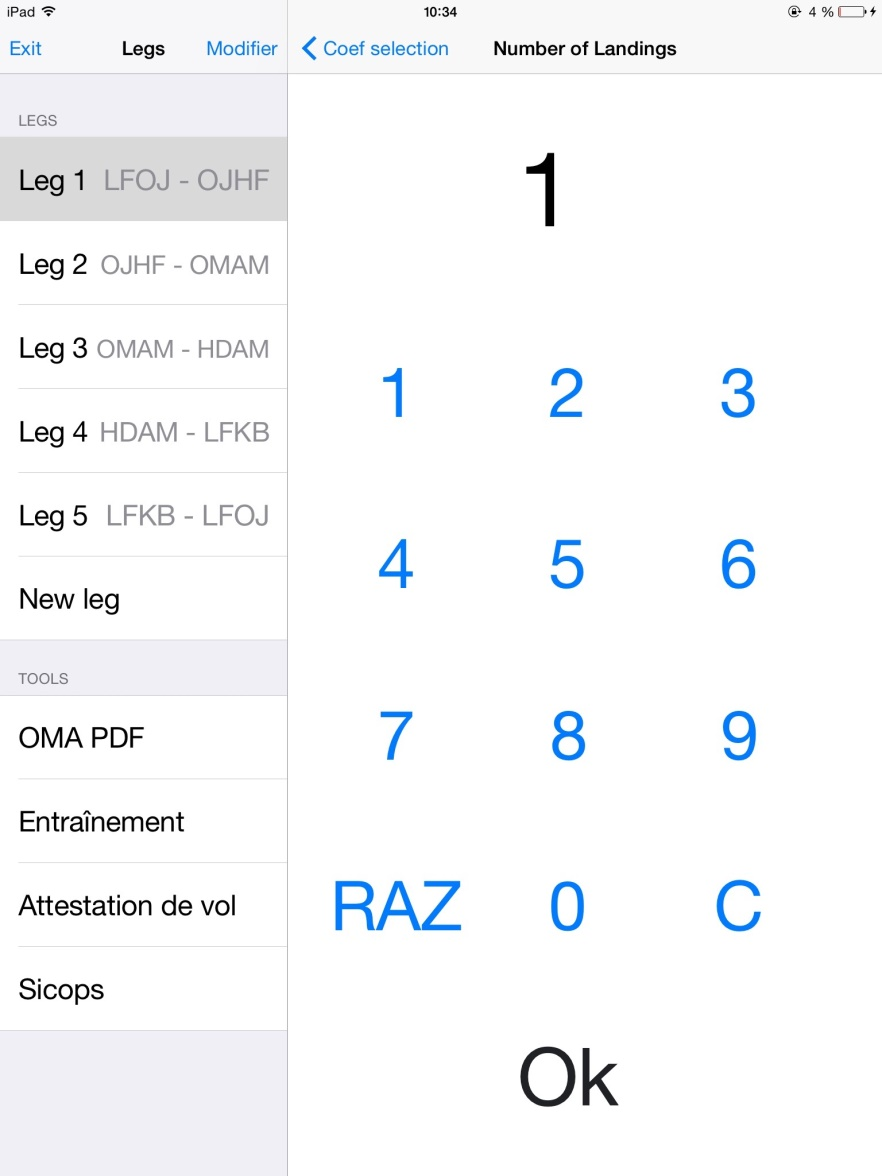 iPad 10:34 4 %
Exit Legs Modifier
Coef selection Number of Landings
LEGS
Leg 1 LFOJ - OJHF
Leg 2 OJHF - OMAM
Leg 3 OMAM - HDAM
Leg 4 HDAM - LFKB
Leg 5 LFKB - LFOJ
New leg
TOOLS
OMA PDF
Entraînement
Attestation de vol
Sicops
1
1 2 3
4 5 6
7 8 9
RAZ 0 C
Ok